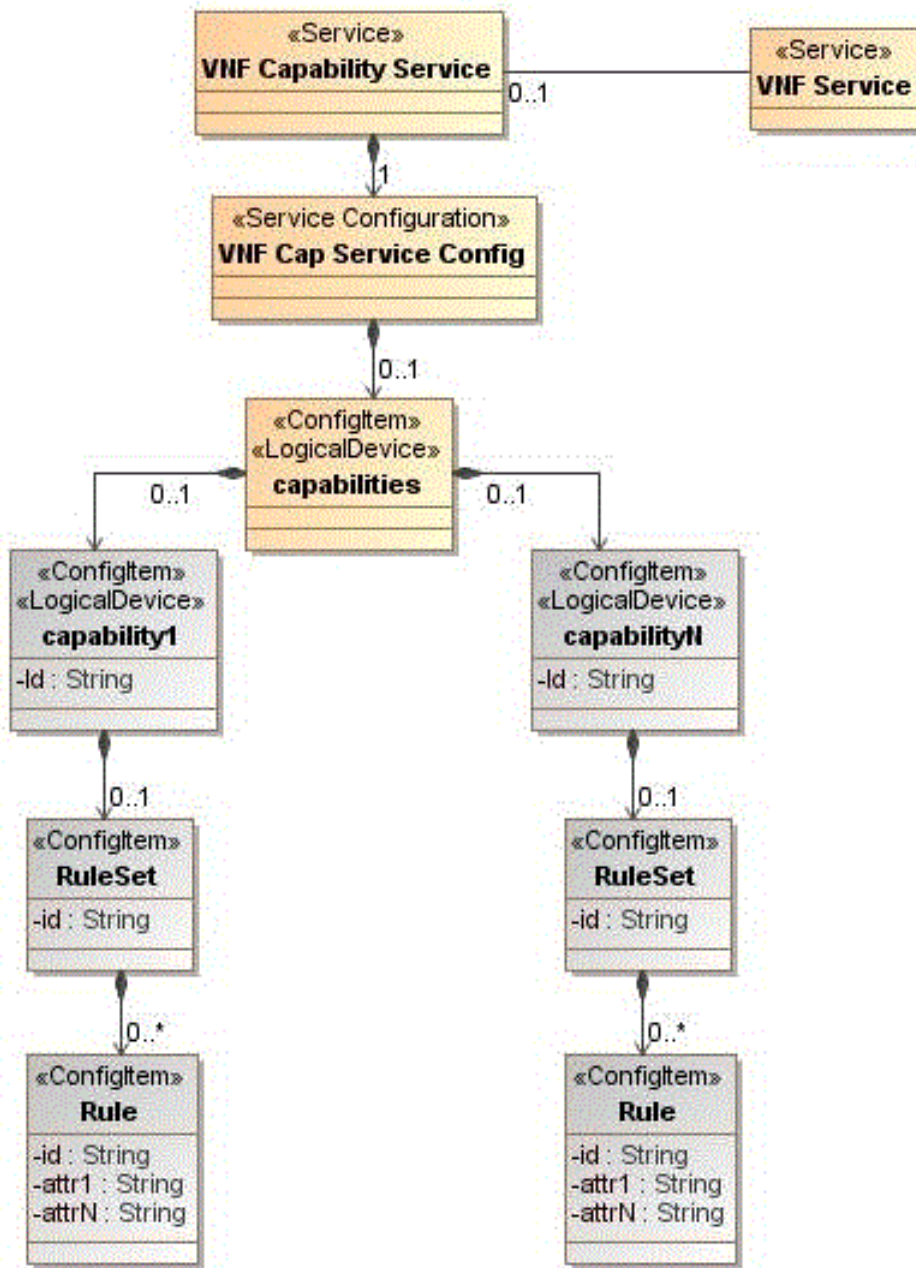 «Service»
VNF Capability Service
«Service»
VNF Service
0..1
1
«Service Configuration»
VNF Cap Service Config
0..1
«ConfigItem»
«LogicalDevice»
capabilities
0..1
0..1
«ConfigItem»
«LogicalDevice»
capability1
-Id : String
«ConfigItem»
«LogicalDevice»
capabilityN
-Id : String
0..1
0..1
«ConfigItem»
RuleSet
-id : String
«ConfigItem»
RuleSet
-id : String
0..*
0..*
«ConfigItem»
Rule
-id : String
-attr1 : String
-attrN : String
«ConfigItem»
Rule
-id : String
-attr1 : String
-attrN : String